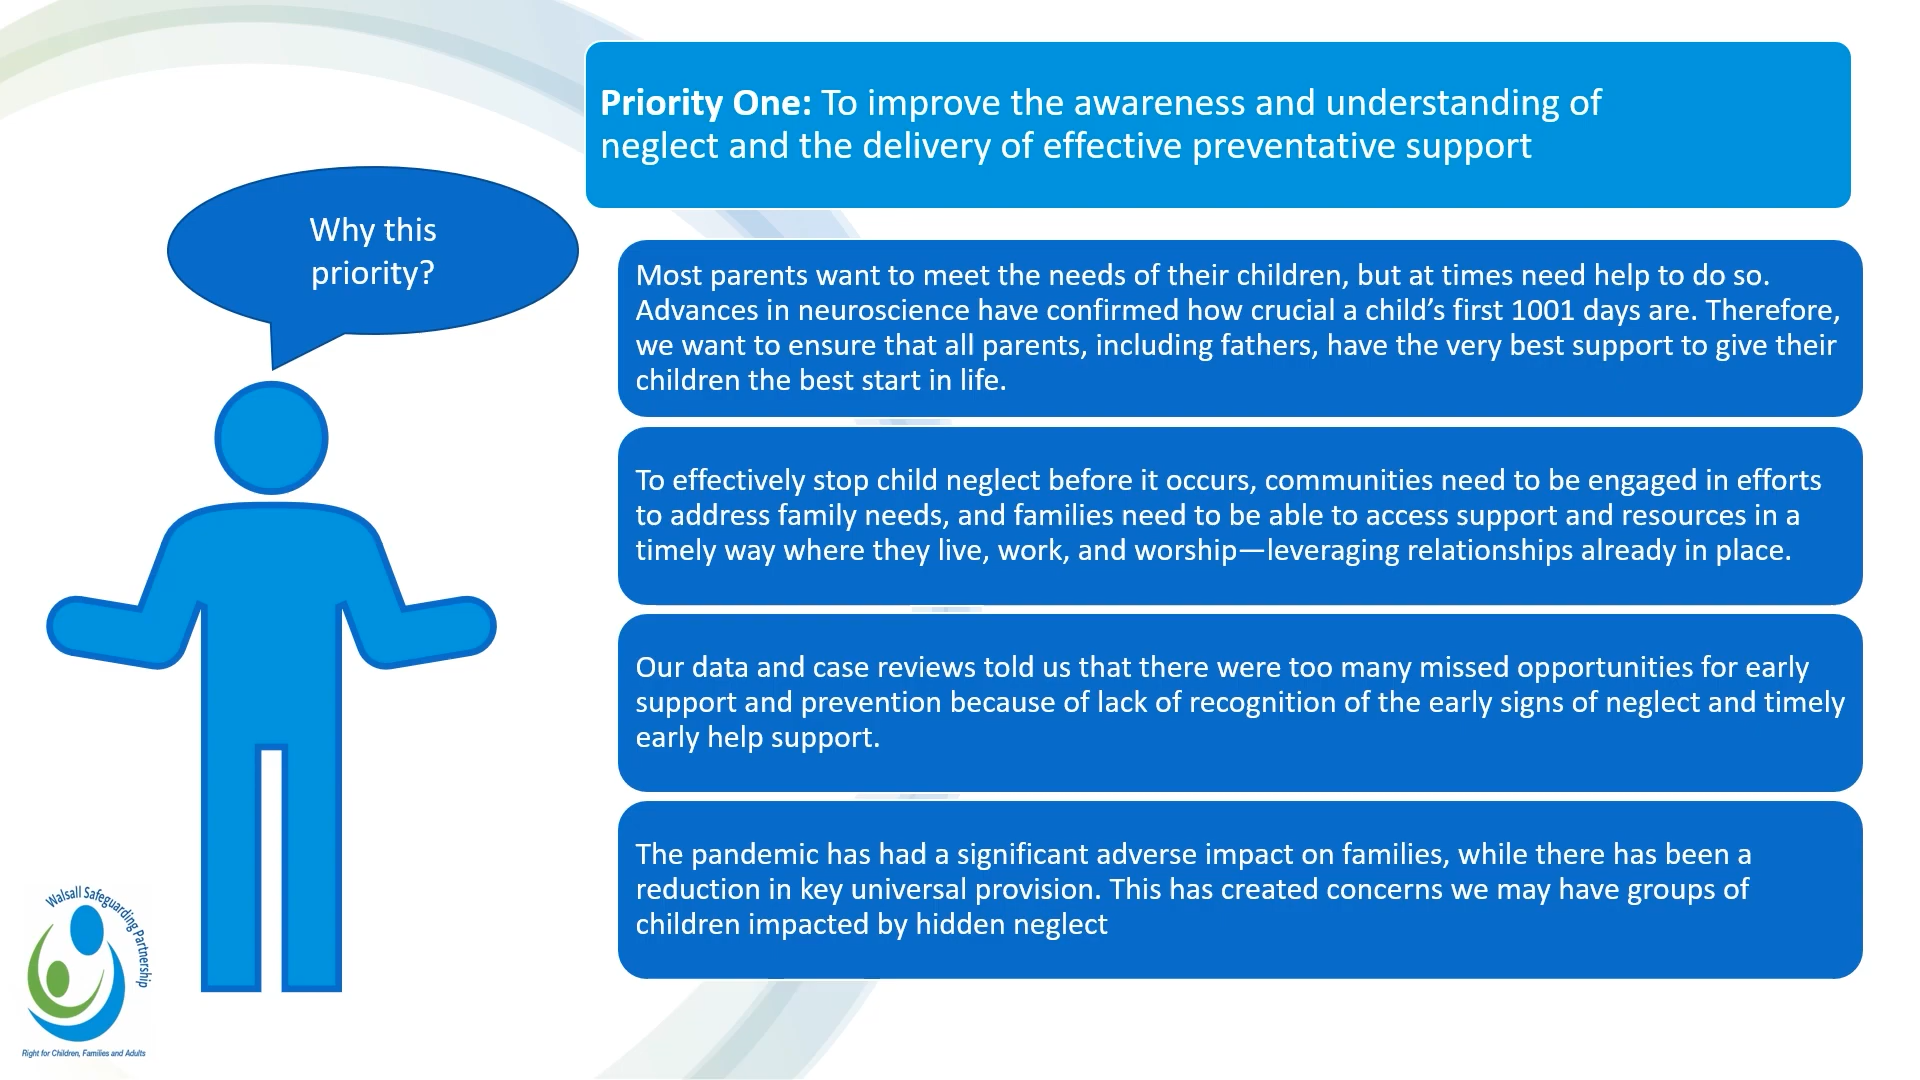 Priority One: To improve the awareness and understanding of
neglect and the delivery of effective preventative support
Why this
priority?
Most parents want to meet the needs of their children, but at times need help to do so.
Advances in neuroscience have confirmed how crucial a child’s first 1001 days are. Therefore,
we want to ensure that all parents, including fathers, have the very best support to give their
children the best start in life.
To effectively stop child neglect before it occurs, communities need to be engaged in efforts
to address family needs, and families need to be able to access support and resources in a
timely way where they live, work, and worship—leveraging relationships already in place.
Our data and case reviews told us that there were too many missed opportunities for early
support and prevention because of lack of recognition of the early signs of neglect and timely
early help support.
The pandemic has had a significant adverse impact on families, while there has been a
reduction in key universal provision. This has created concerns we may have groups of
children impacted by hidden neglect
Walsall Safeguarding Partnership
Right for Children, Families and Adults